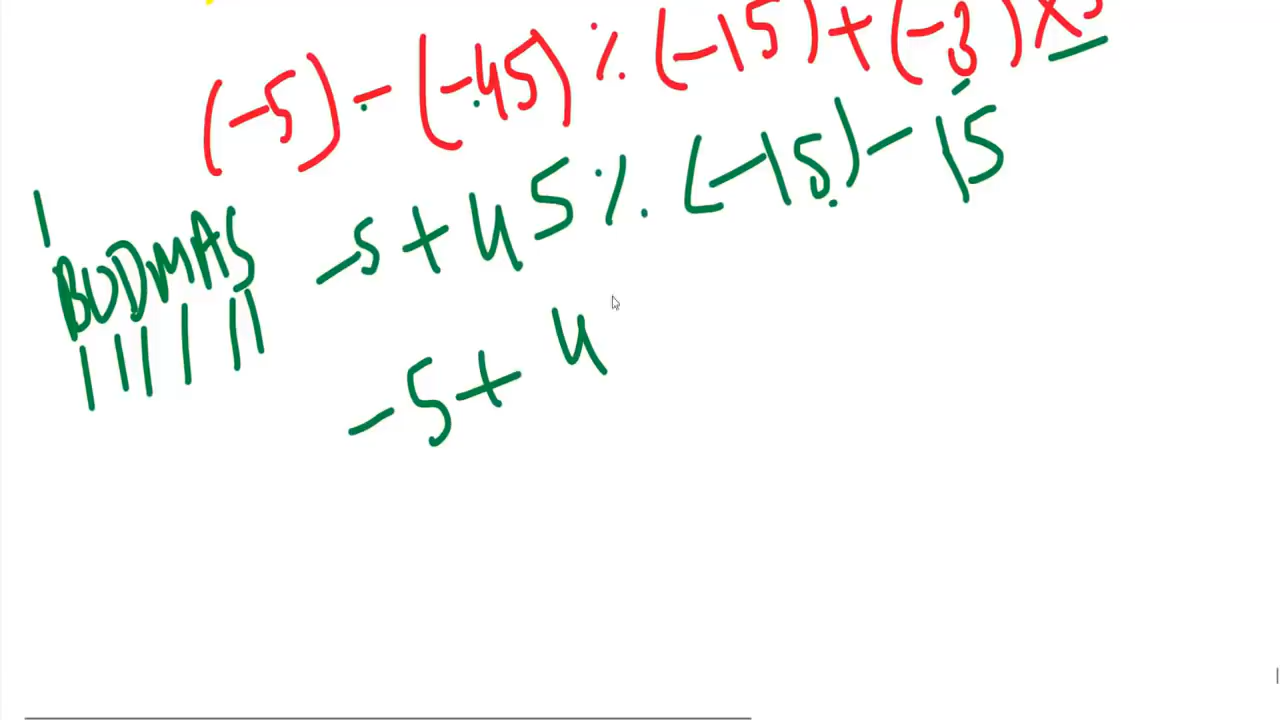 (-5) - (-45) ٪ (-15) + (-3) x5
-5 + 45 ٪ (-15) - 15
BODMAS
-5 + 4